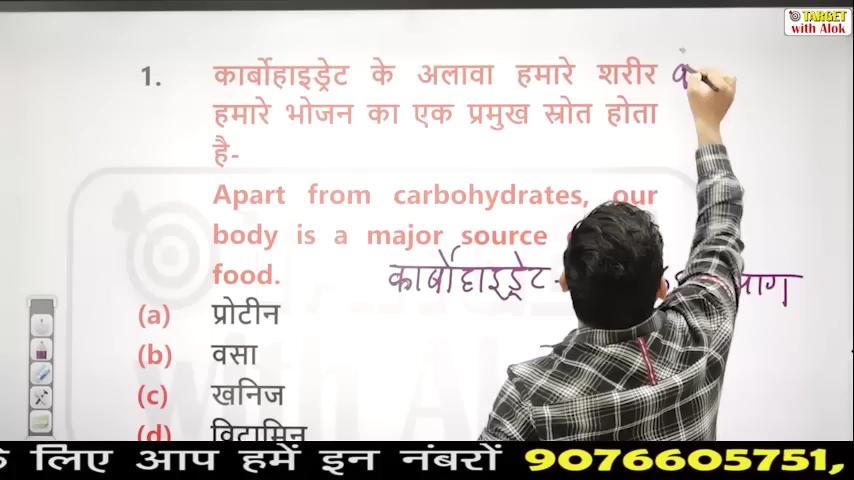 TARGET
with Alok
1. कार्बोहाइड्रेट के अलावा हमारे शरीर
हमारे भोजन का एक प्रमुख स्रोत होता
है-
Apart from carbohydrates, our
body is a major source
food.
कार्बोहाइड्रेट -
(a) प्रोटीन
(b) वसा
(c) खनिज
(d) विटामिन
के लिए आप हमें इन नंबरों 9076605751,